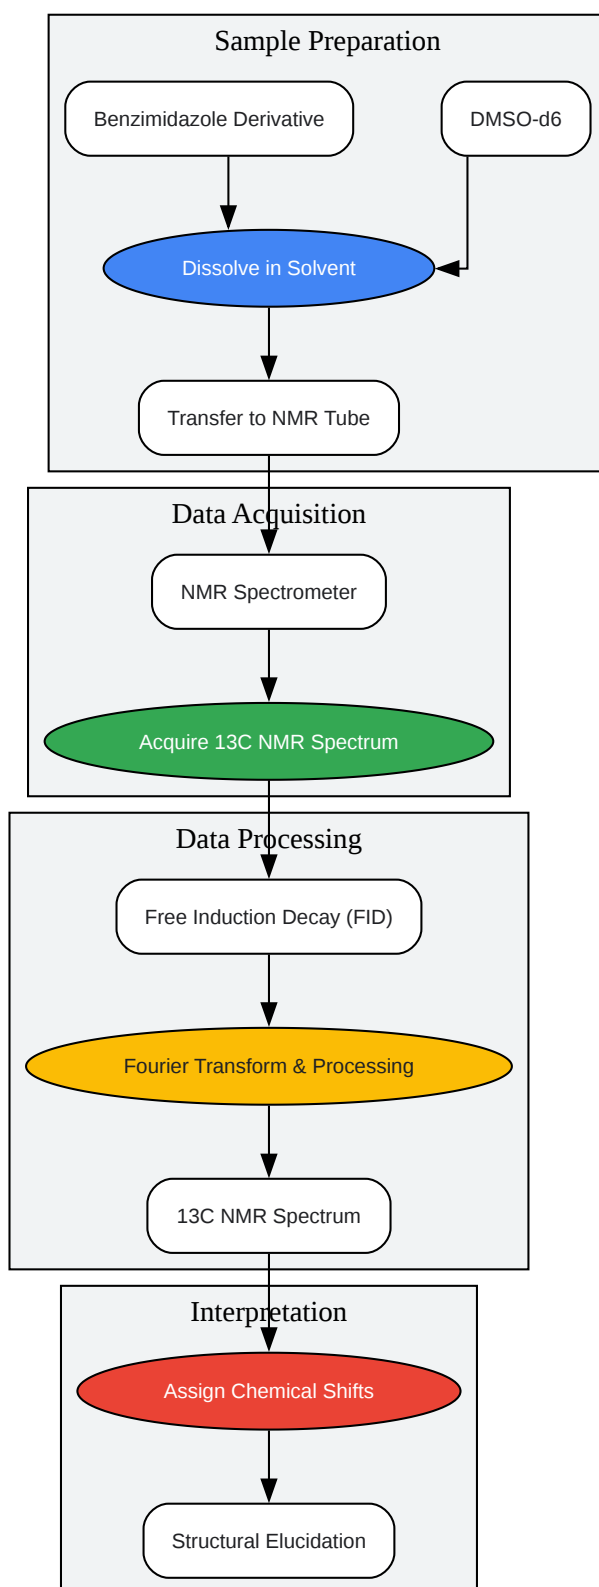 Sample Preparation
Benzimidazole Derivative
DMSO-d6
Dissolve in Solvent
Transfer to NMR Tube
Data Acquisition
NMR Spectrometer
Acquire 13C NMR Spectrum
Data Processing
Free Induction Decay (FID)
Fourier Transform & Processing
13C NMR Spectrum
Interpretation
Assign Chemical Shifts
Structural Elucidation